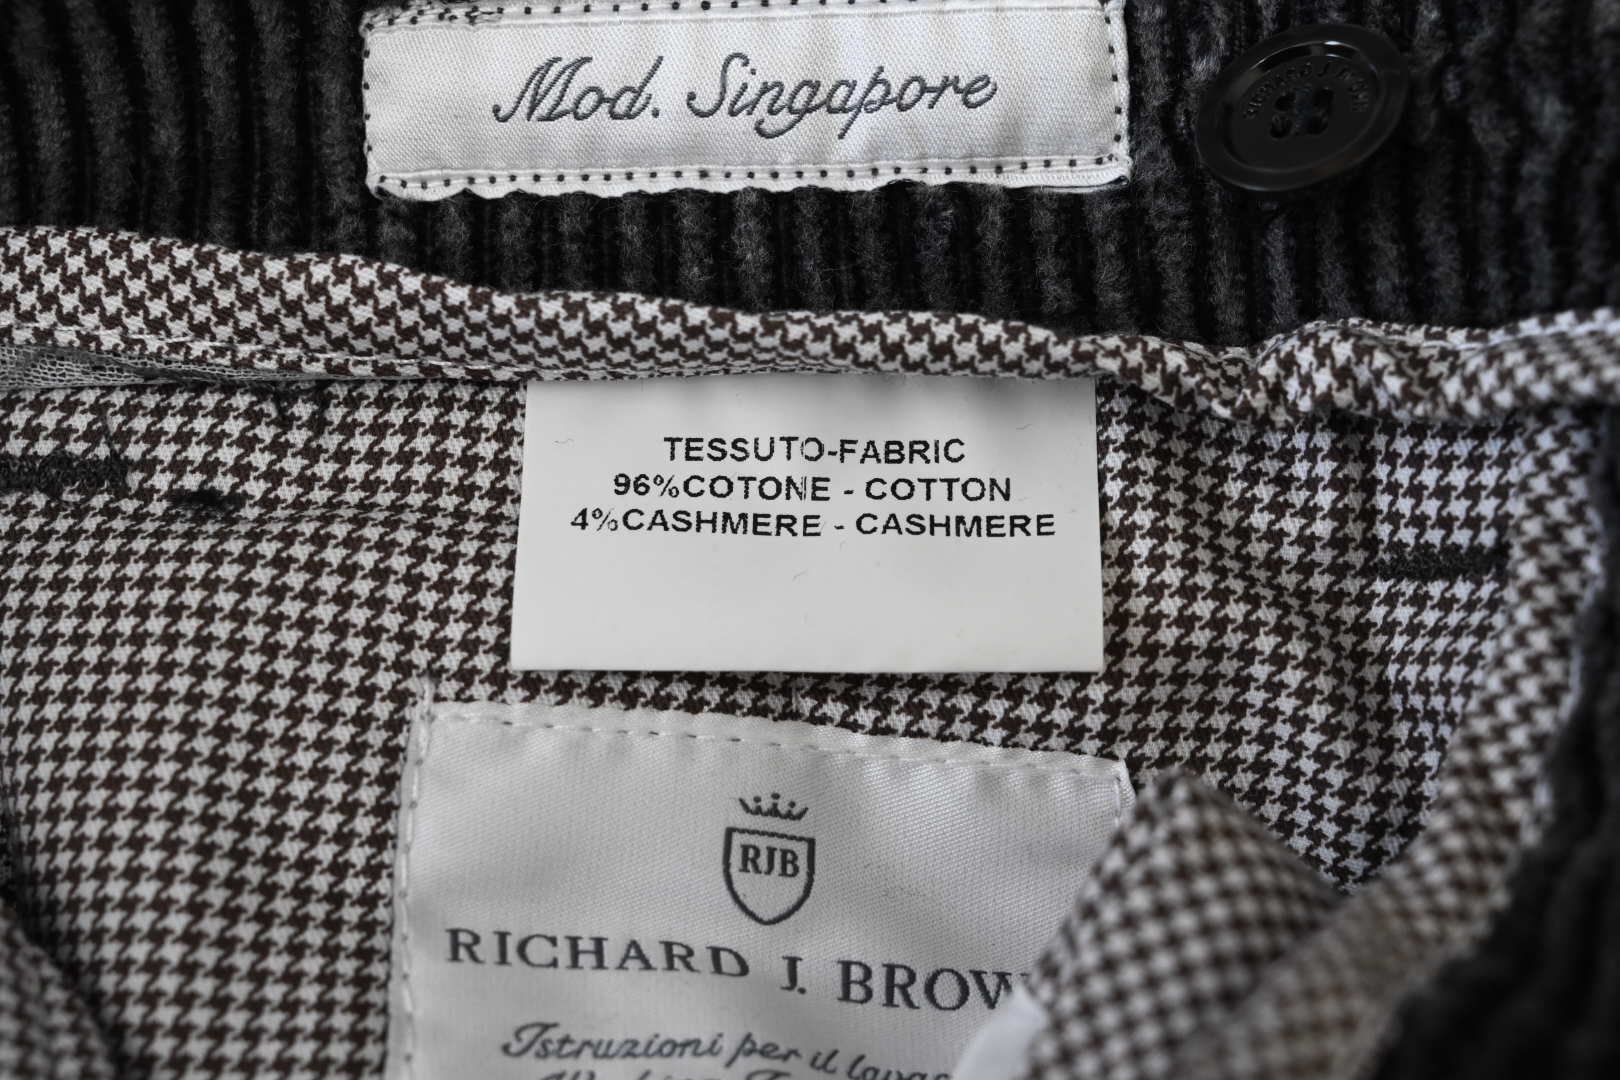 Mod. Singapore
TESSUTO-FABRIC
96%COTONE - COTTON
4%CASHMERE - CASHMERE
RJB
RICHARD J. BROW
Istruzioni per il lavag